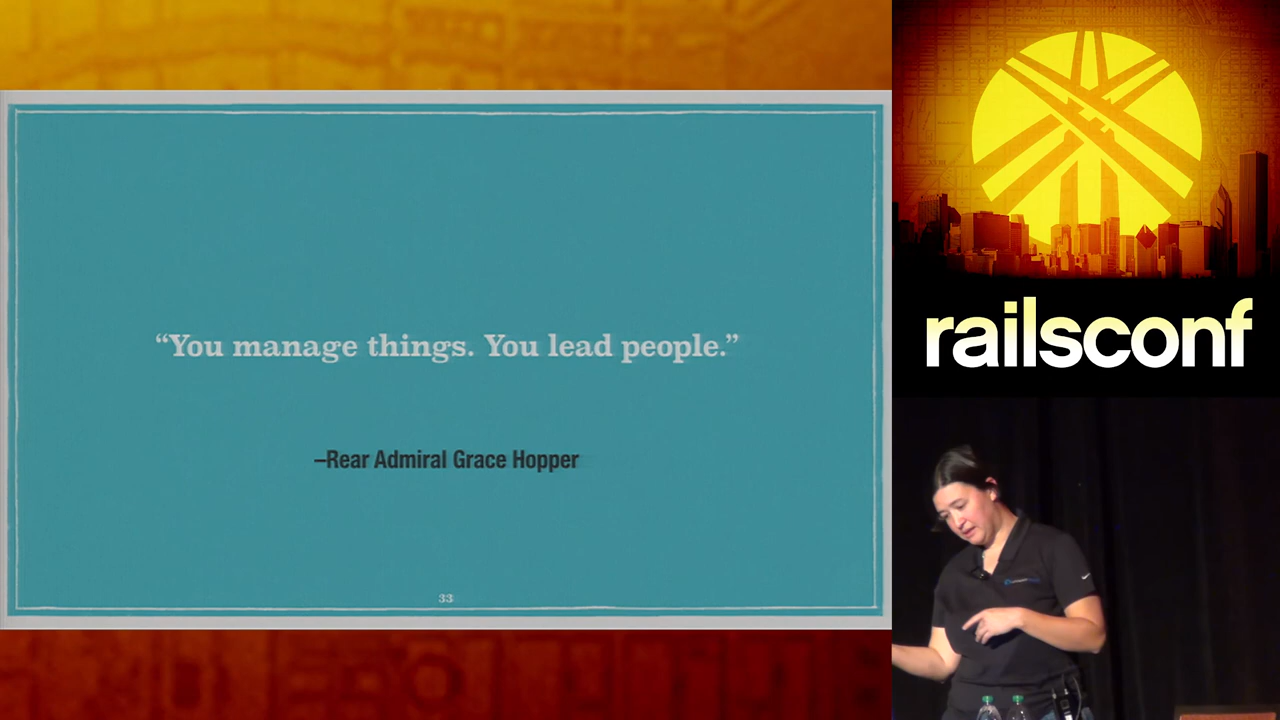 “You manage things. You lead people.”
–Rear Admiral Grace Hopper
33
railsconf